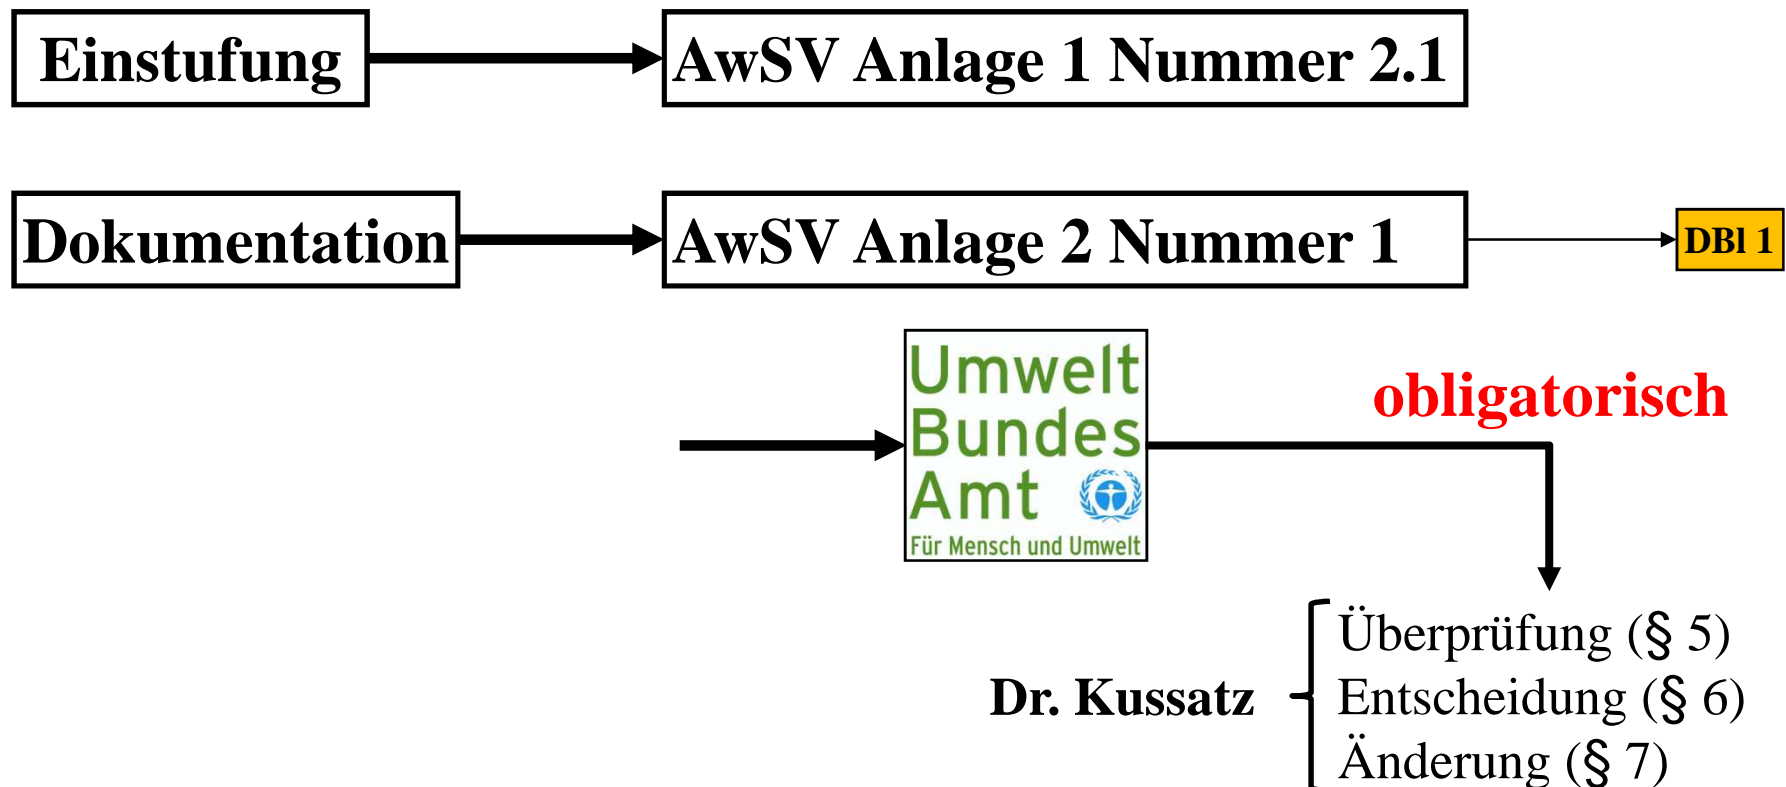 Einstufung
AwSV Anlage 1 Nummer 2.1
Dokumentation
AwSV Anlage 2 Nummer 1
DBl 1
Umwelt
Bundes
Amt
Für Mensch und Umwelt
obligatorisch
Überprüfung (§ 5)
Dr. Kussatz
Entscheidung (§ 6)
Änderung (§ 7)